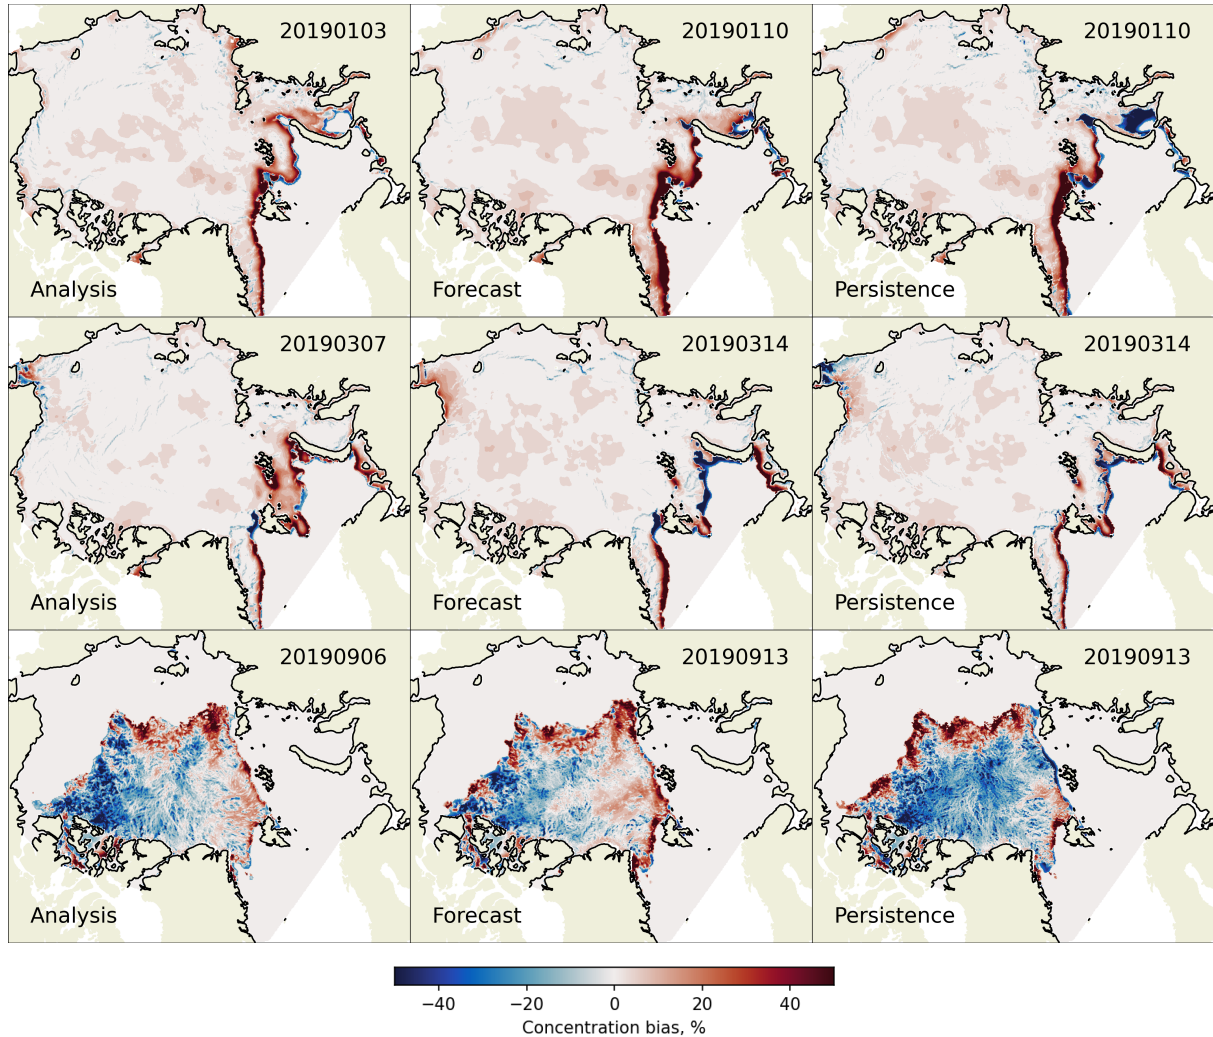 20190103
20190110
20190110
Analysis
Forecast
Persistence
20190307
20190314
20190314
Analysis
Forecast
Persistence
20190906
20190913
20190913
Analysis
Forecast
Persistence
−40
−20
0
20
40
Concentration bias, %